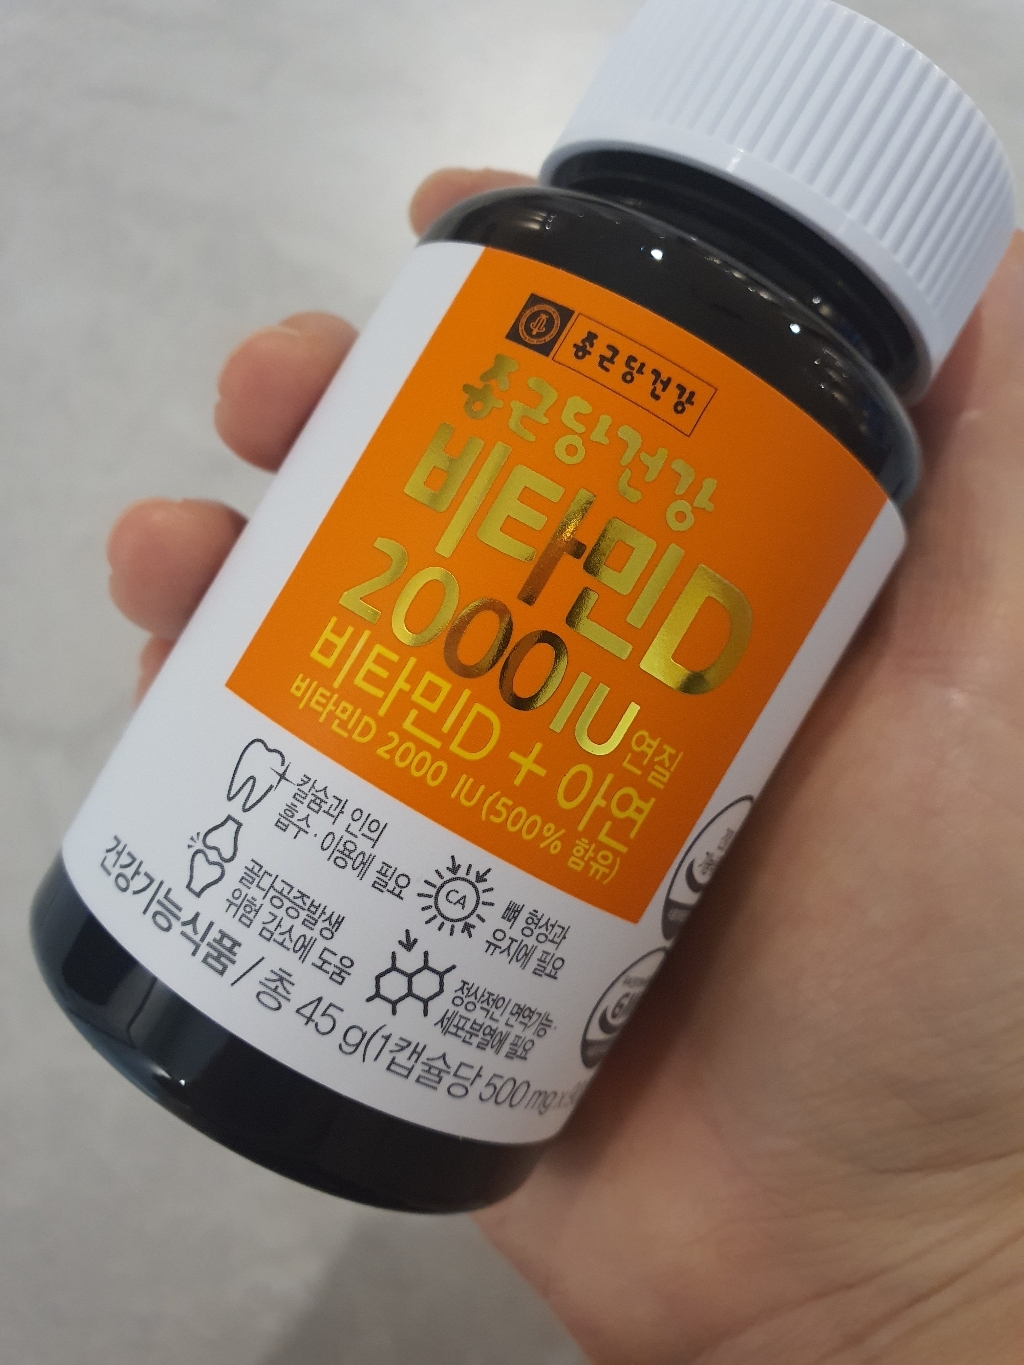 종근당건강
종근당건강
비타민D
2000IU 연질
비타민D + 아연
비타민D 2000 IU(500% 함유)
칼슘과 인의
흡수·이용에 필요
CA
뼈 형성과
유지에 필요
골다공증발생
위험 감소에 도움
정상적인 면역기능·
세포분열에 필요
건강기능식품 / 총 45 g(1캡슐당 500 mg x